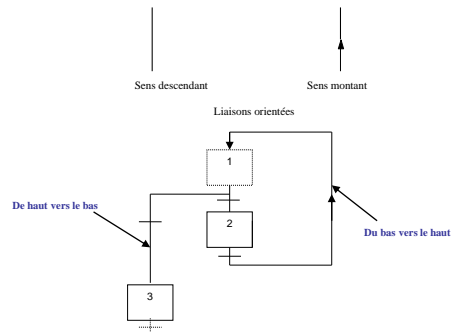 Sens descendant
Sens montant
Liaisons orientées
1
De haut vers le bas
2
Du bas vers le haut
3